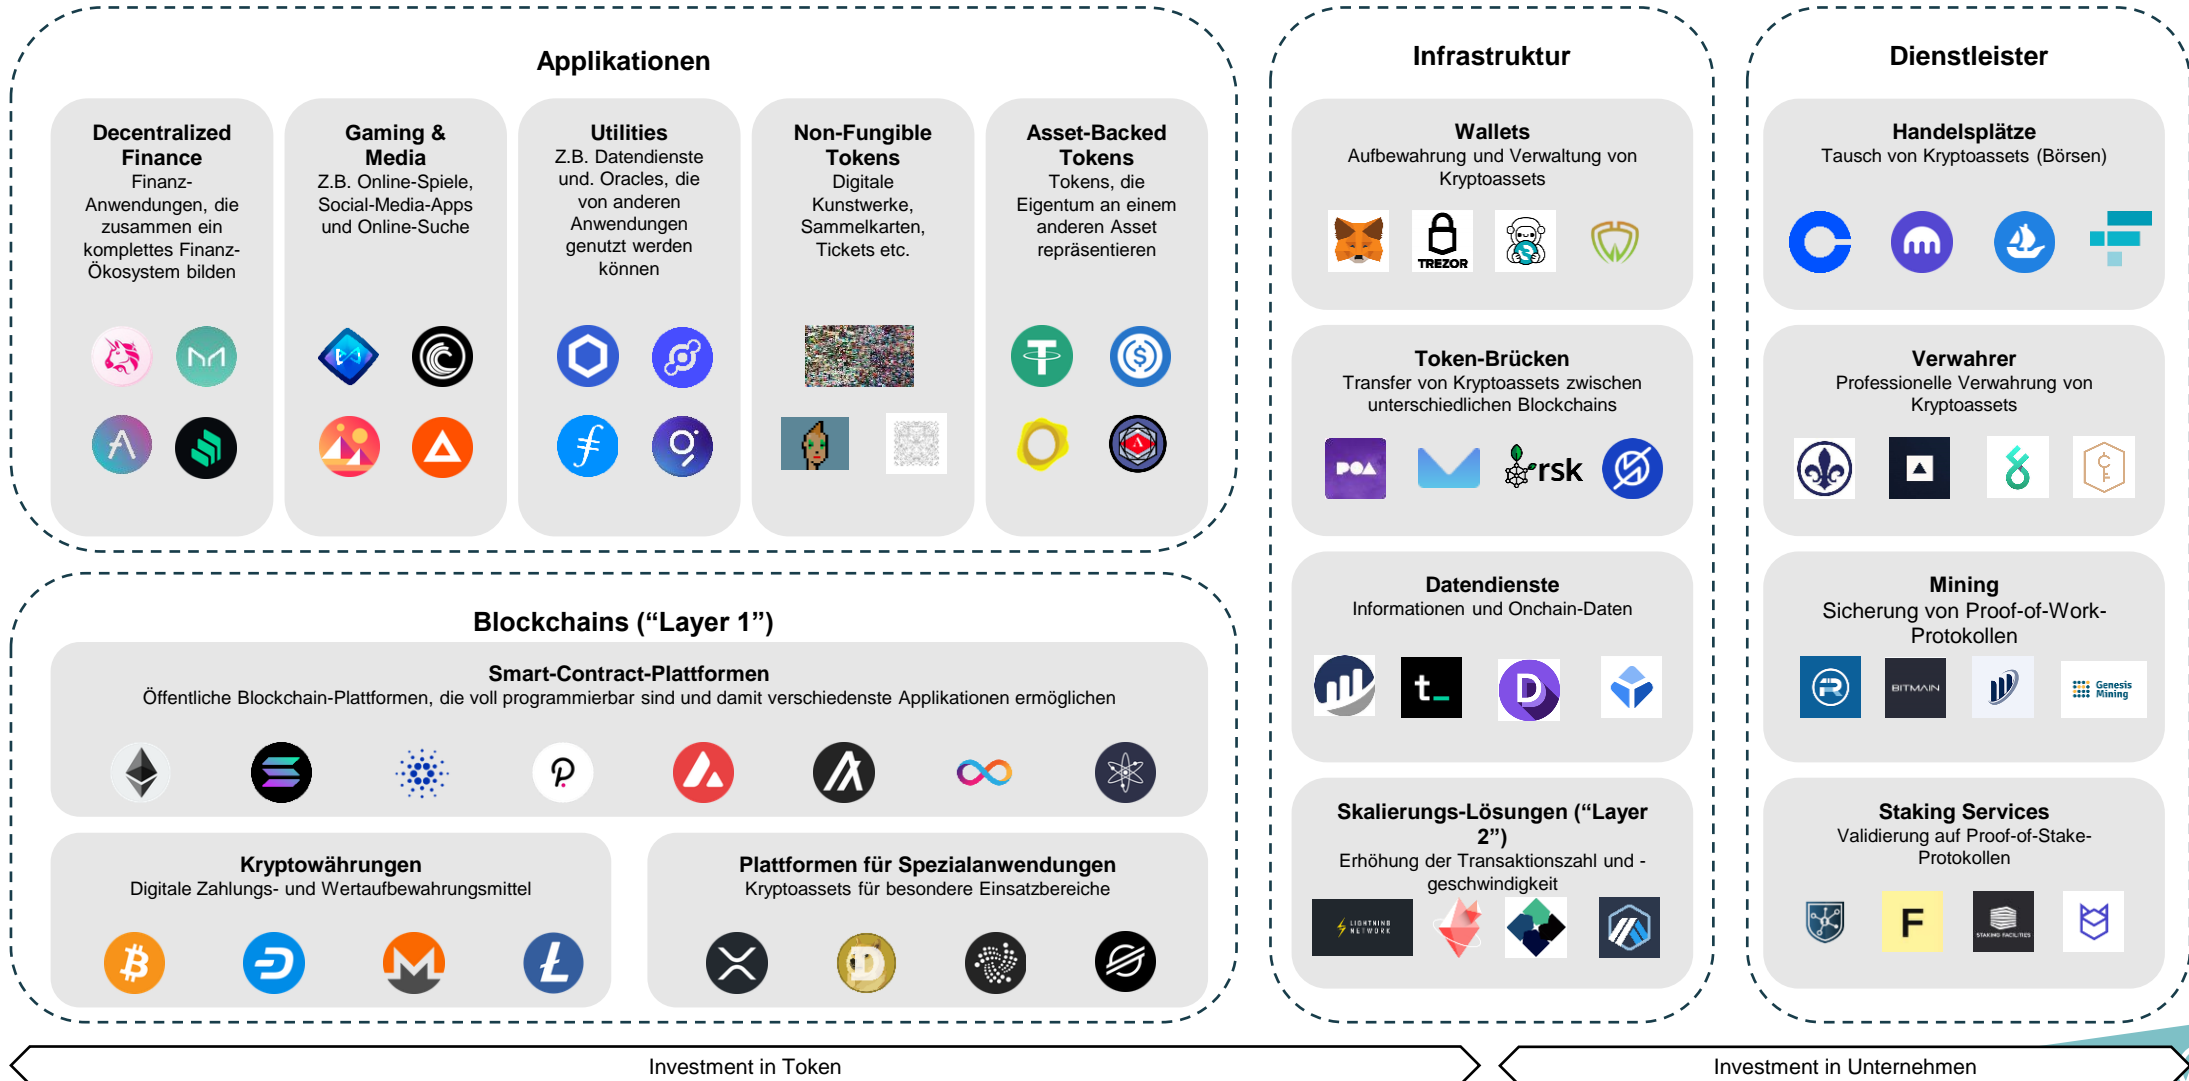 Applikationen
Decentralized
Finance
Finanz-
Anwendungen, die
zusammen ein
komplettes Finanz-
Ökosystem bilden
Gaming &
Media
Z.B. Online-Spiele,
Social-Media-Apps
und Online-Suche
Utilities
Z.B. Datendienste
und. Oracles, die
von anderen
Anwendungen
genutzt werden
können
Non-Fungible
Tokens
Digitale
Kunstwerke,
Sammelkarten,
Tickets etc.
Asset-Backed
Tokens
Tokens, die
Eigentum an einem
anderen Asset
repräsentieren
Blockchains (“Layer 1”)
Smart-Contract-Plattformen
Öffentliche Blockchain-Plattformen, die voll programmierbar sind und damit verschiedenste Applikationen ermöglichen
Kryptowährungen
Digitale Zahlungs- und Wertaufbewahrungsmittel
Plattformen für Spezialanwendungen
Kryptoassets für besondere Einsatzbereiche
Infrastruktur
Wallets
Aufbewahrung und Verwaltung von
Kryptoassets
TREZOR
Token-Brücken
Transfer von Kryptoassets zwischen
unterschiedlichen Blockchains
POA
rsk
Datendienste
Informationen und Onchain-Daten
t_
D
Skalierungs-Lösungen (“Layer
2”)
Erhöhung der Transaktionszahl und -
geschwindigkeit
LIGHTNING
NETWORK
Dienstleister
Handelsplätze
Tausch von Kryptoassets (Börsen)
Verwahrer
Professionelle Verwahrung von
Kryptoassets
Mining
Sicherung von Proof-of-Work-
Protokollen
BITMAIN
Genesis
Mining
Staking Services
Validierung auf Proof-of-Stake-
Protokollen
F
STAKING FACILITIES
Investment in Token
Investment in Unternehmen